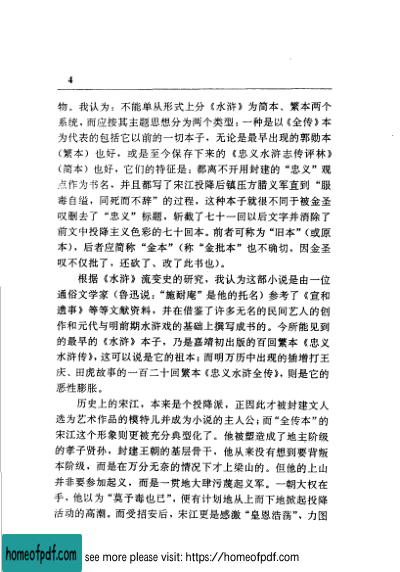 4
物。我认为：不能单从形式上分《水浒》为简本、繁本两个
系统，而应按其主题思想分为两个类型：一种是以《全传》本
为代表的包括它以前的一切本子，无论是最早出现的郭勋本
（繁本）也好，或是至今保存下来的《忠义水浒志传评林》
（简本）也好，它们的特征是：都离不开用封建的“忠义”观
点作为书名，并且都写了宋江投降后镇压方腊义军直到“服
毒自缢，同死而不辞”的过程，这种本子就很不同于被金圣
叹删去了“忠义”标题，斩截了七十一回以后文字并消除了
前文中投降主义色彩的七十回本。前者可称为“旧本”（或原
本），后者应简称“金本”（称“金批本”也不确切，因金圣
叹不仅批了，还砍了、改了此书也）。
根据《水浒》流变史的研究，我认为这部小说是由一位
通俗文学家（鲁迅说：“施耐庵”是他的托名）参考了《宣和
遗事》等等文献资料，并在借鉴了许多无名的民间艺人的创
作和元代与明前期水浒戏的基础上撰写成书的。今所能见到
的最早的《水浒》本子，乃是嘉靖初出版的百回繁本《忠义
水浒传》，这可以说是它的祖本；而明万历中出现的插增打王
庆、田虎故事的一百二十回繁本《忠义水浒全传》，则是它的
恶性膨胀。
历史上的宋江，本来是个投降派，正因此才被封建文人
选为艺术作品的模特儿并成为小说的主人公；而“全传本”的
宋江这个形象则更被充分典型化了。他被塑造成了地主阶级
的孝子贤孙，封建王朝的基层骨干，他从来没有想到要背叛
本阶级，而是在万分无奈的情况下才上梁山的。但他的上山
并非要参加起义，而是一贯地大肆污蔑起义军。一朝大权在
手，他以为“莫予毒也已”，便有计划地从上而下地掀起投降
活动的高潮。而受招安后，宋江更是感激“皇恩浩荡”，力图
homeofpdf.com
see more please visit: https://homeofpdf.com